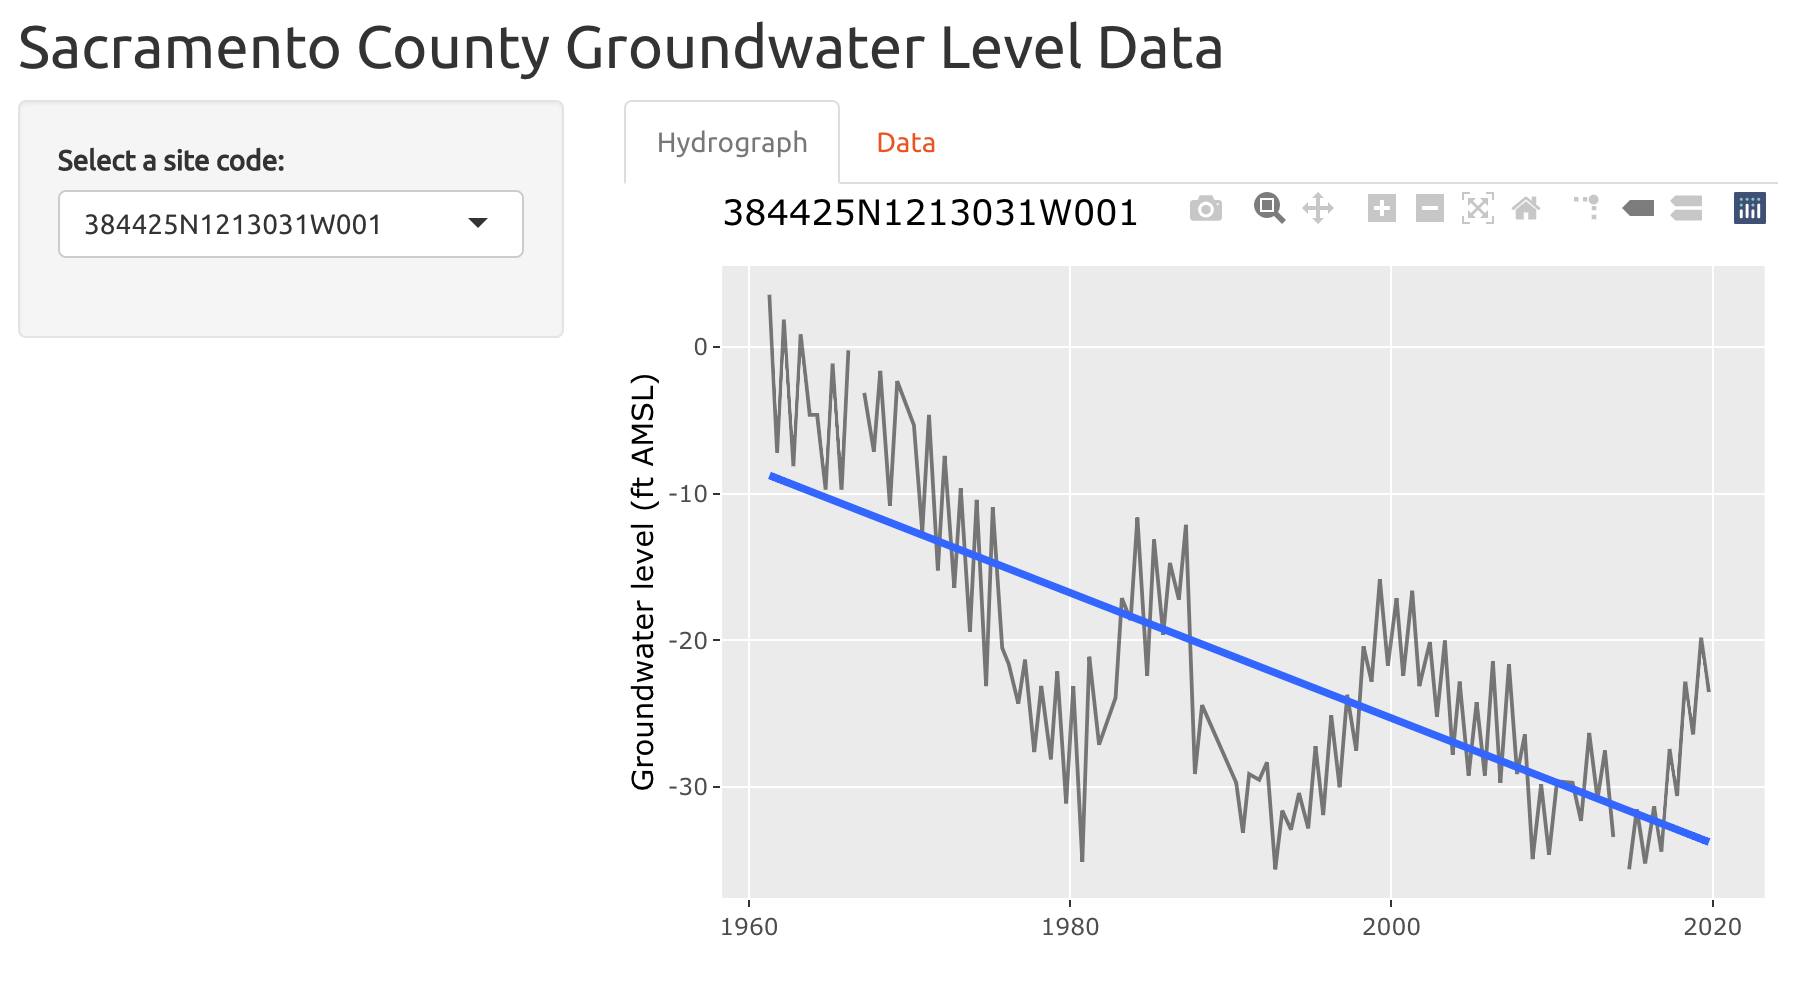 Sacramento County Groundwater Level Data
Select a site code:
384425N1213031W001
Hydrograph
Data
384425N1213031W001
Groundwater level (ft AMSL)
0
-10
-20
-30
1960
1980
2000
2020